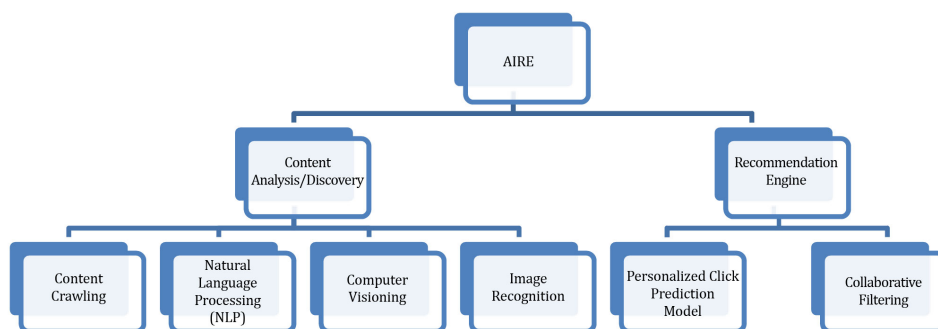 AIRE
Content
Analysis/Discovery
Recommendation
Engine
Content
Crawling
Natural
Language
Processing
(NLP)
Computer
Visioning
Image
Recognition
Personalized Click
Prediction
Model
Collaborative
Filtering